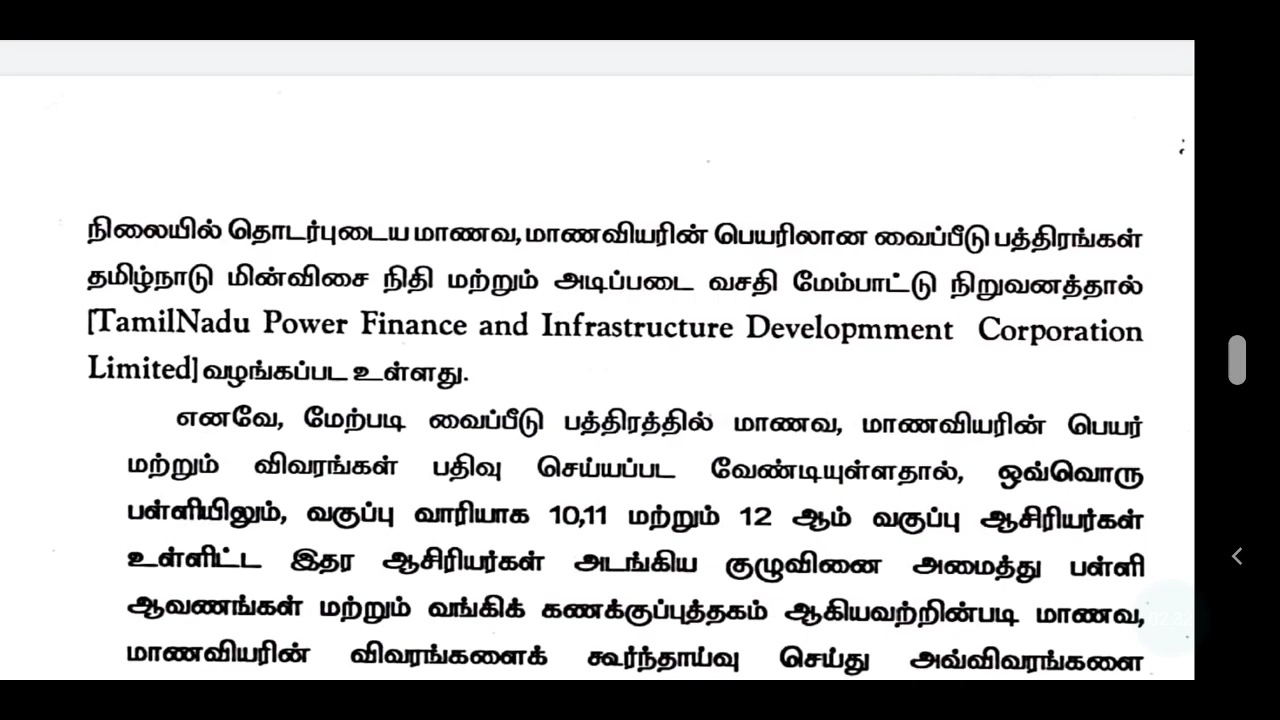 நிலையில் தொடர்புடைய மாணவ, மாணவியரின் பெயரிலான வைப்பீடு பத்திரங்கள்
தமிழ்நாடு மின்விசை நிதி மற்றும் அடிப்படை வசதி மேம்பாட்டு நிறுவனத்தால்
[TamilNadu Power Finance and Infrastructure Developmment Corporation
Limited] வழங்கப்பட உள்ளது.
எனவே, மேற்படி வைப்பீடு பத்திரத்தில் மாணவ, மாணவியரின் பெயர்
மற்றும் விவரங்கள் பதிவு செய்யப்பட வேண்டியுள்ளதால், ஒவ்வொரு
பள்ளியிலும், வகுப்பு வாரியாக 10,11 மற்றும் 12 ஆம் வகுப்பு ஆசிரியர்கள்
உள்ளிட்ட இதர ஆசிரியர்கள் அடங்கிய குழுவினை அமைத்து பள்ளி
ஆவணங்கள் மற்றும் வங்கிக் கணக்குப்புத்தகம் ஆகியவற்றின்படி மாணவ,
மாணவியரின் விவரங்களைக் கூர்ந்தாய்வு செய்து அவ்விவரங்களை